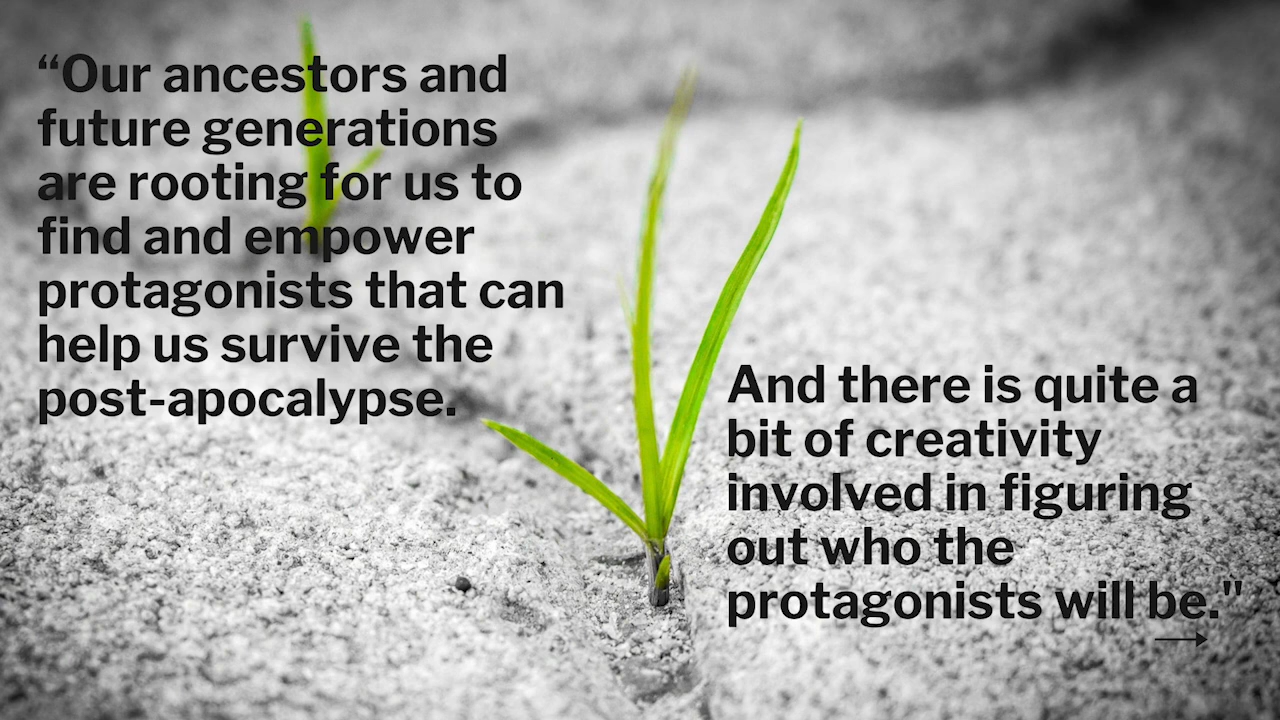 “Our ancestors and
future generations
are rooting for us to
find and empower
protagonists that can
help us survive the
post-apocalypse.
And there is quite a
bit of creativity
involved in figuring
out who the
protagonists will be."